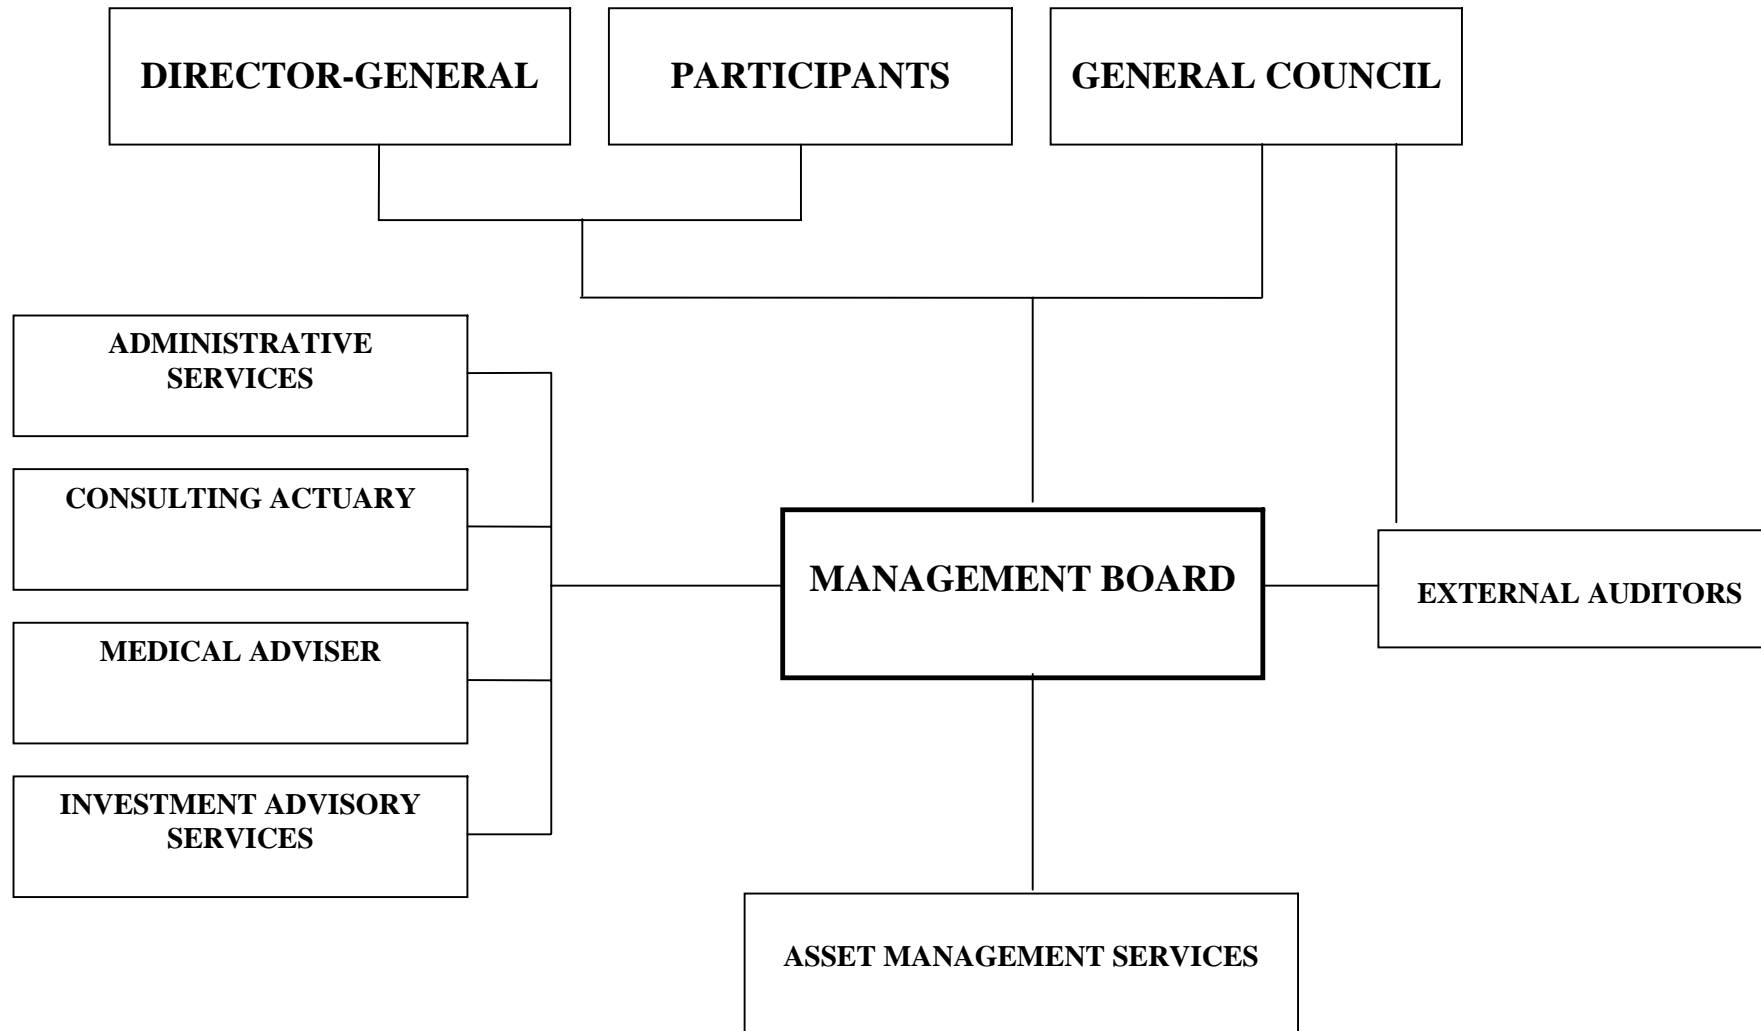 DIRECTOR-GENERAL
PARTICIPANTS
GENERAL COUNCIL
ADMINISTRATIVE
SERVICES
CONSULTING ACTUARY
MANAGEMENT BOARD
EXTERNAL AUDITORS
MEDICAL ADVISER
INVESTMENT ADVISORY
SERVICES
ASSET MANAGEMENT SERVICES